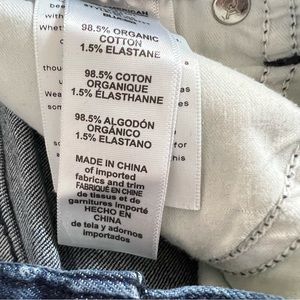 98.5% ORGANIC
COTTON
1.5% ELASTANE
98.5% COTON
ORGANIQUE
1.5% ÉLASTHANNE
98.5% ALGODÓN
ORGÁNICO
1.5% ELASTANO
MADE IN CHINA
of imported
fabrics and trim
FABRIQUÉ EN CHINE
de tissus et de
garnitures importés
HECHO EN
CHINA
de tela y adornos
importados